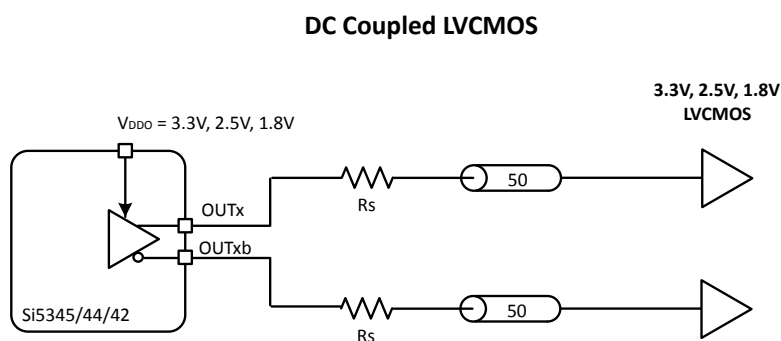 DC Coupled LVCMOS
3.3V, 2.5V, 1.8V
LVCMOS
VDDO = 3.3V, 2.5V, 1.8V
OUTx
50
Rs
OUTxb
50
Si5345/44/42
Rs